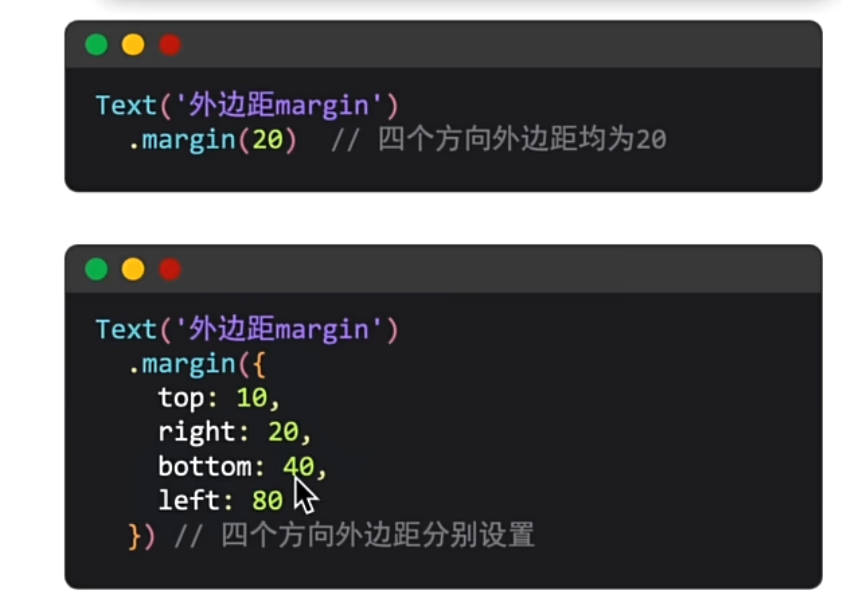 Text('外边距margin')
.margin(20)  // 四个方向外边距均为20
Text('外边距margin')
.margin({
top: 10,
right: 20,
bottom: 40,
left: 80
}) // 四个方向外边距分别设置